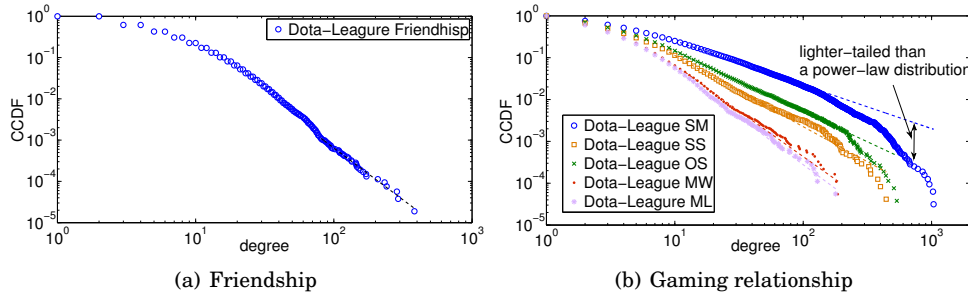 10^0
10^-1
10^-2
10^-3
10^-4
10^-5
CCDF
Dota-Leagure Friendhisp
10^0
10^1
10^2
10^3
degree
(a) Friendship
10^0
10^-1
10^-2
10^-3
10^-4
10^-5
CCDF
lighter-tailed than
a power-law distribution
Dota-League SM
Dota-League SS
Dota-League OS
Dota-League MW
Dota-Leagure ML
10^0
10^1
10^2
10^3
degree
(b) Gaming relationship